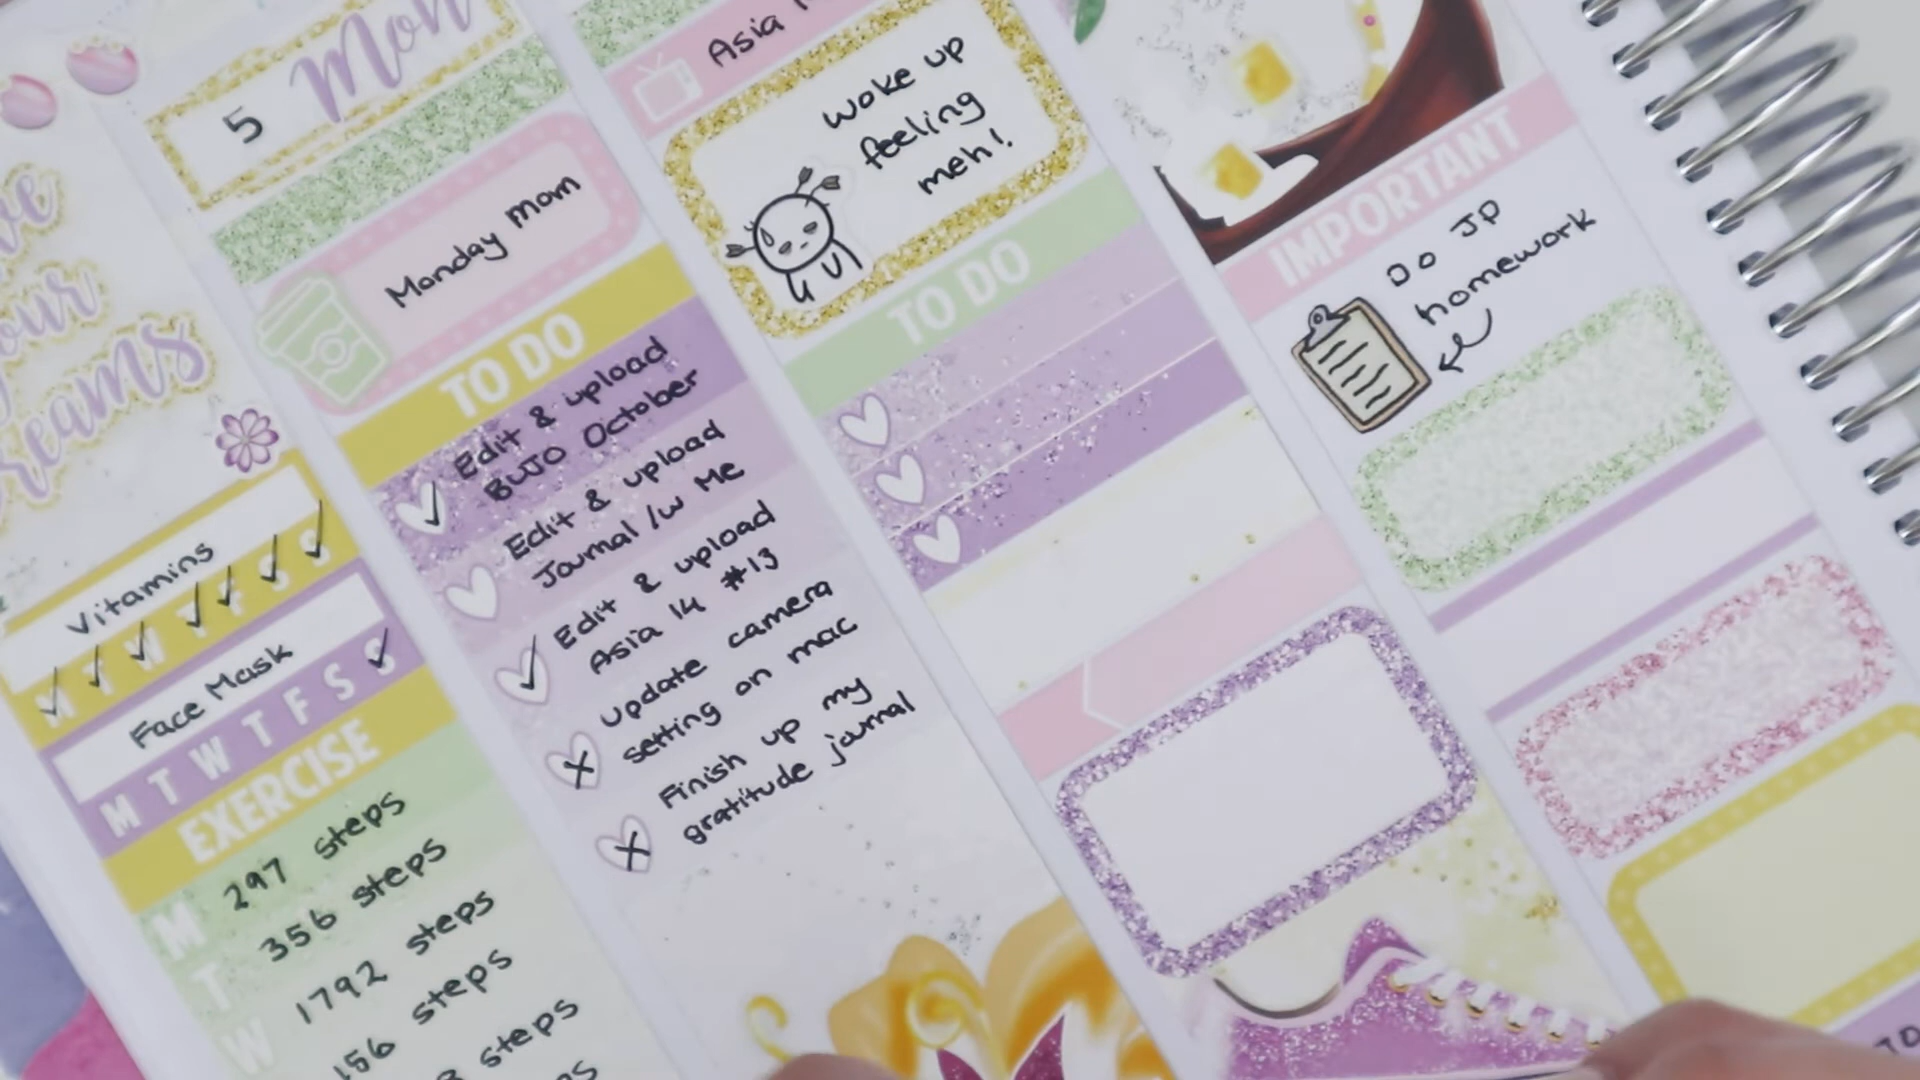 your
dreams
Vitamins
M T W T F S S
Face Mask
M T W T F S S
EXERCISE
M 297 steps
T 356 steps
W 1792 steps
156 steps
steps
5 Mon
Monday Mom
TO DO
Edit & upload
BUJO October
Edit & upload
Journal /w Me
Edit & upload
Asia 14 #13
update camera
setting on mac
Finish up my
gratitude journal
Asia
woke up
feeling
meh!
TO DO
IMPORTANT
Do JP
homework